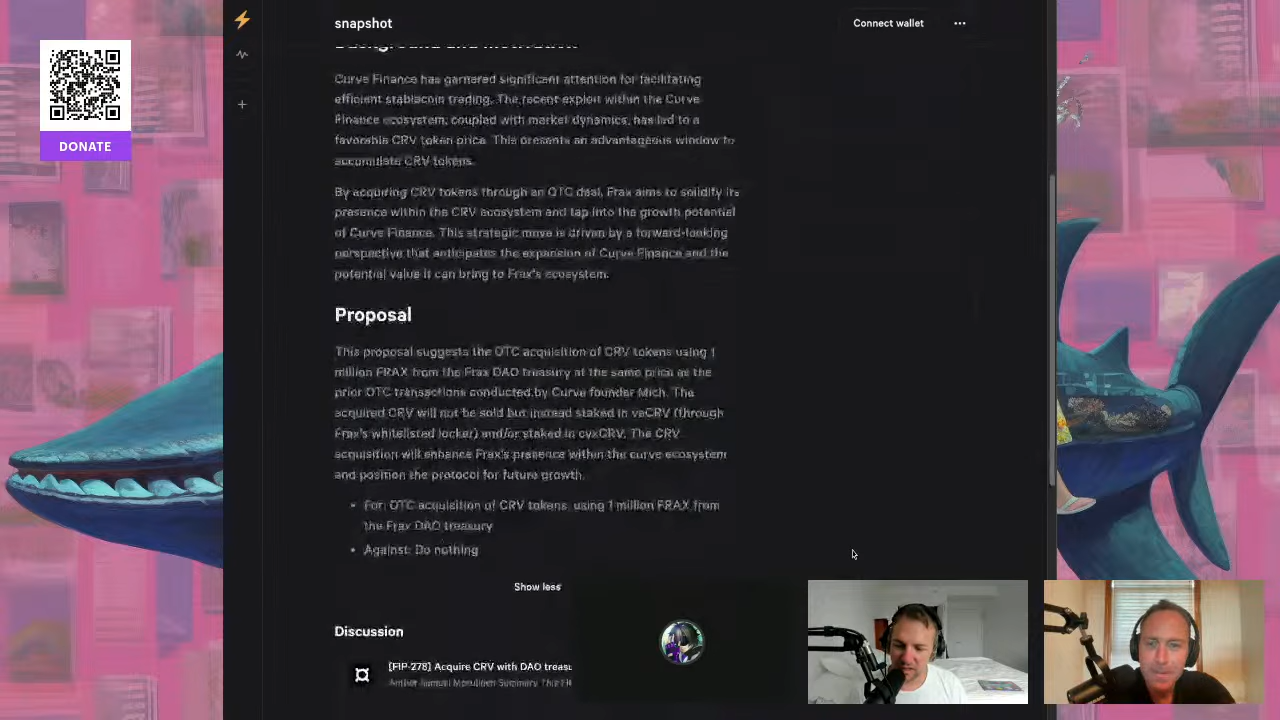 snapshot
Connect wallet
DONATE
Background and Motivation
Curve Finance has garnered significant attention for facilitating
efficient stablecoin trading. The recent exploit within the Curve
Finance ecosystem, coupled with market dynamics, has led to a
favorable CRV token price. This presents an advantageous window to
accumulate CRV tokens.
By acquiring CRV tokens through an OTC deal, Frax aims to solidify its
presence within the CRV ecosystem and tap into the growth potential
of Curve Finance. This strategic move is driven by a forward-looking
perspective that anticipates the expansion of Curve Finance and the
potential value it can bring to Frax's ecosystem.
Proposal
This proposal suggests the OTC acquisition of CRV tokens using 1
million FRAX from the Frax DAO treasury at the same price as the
prior OTC transactions conducted by Curve founder Mich. The
acquired CRV will not be sold but instead staked in veCRV (through
Frax's whitelisted locker) and/or staked in cvxCRV. The CRV
acquisition will enhance Frax's presence within the curve ecosystem
and position the protocol for future growth.
• For: OTC acquisition of CRV tokens using 1 million FRAX from
the Frax DAO treasury
• Against: Do nothing
Show less
Discussion
[FIP-278] Acquire CRV with DAO treasu
Summary This FI